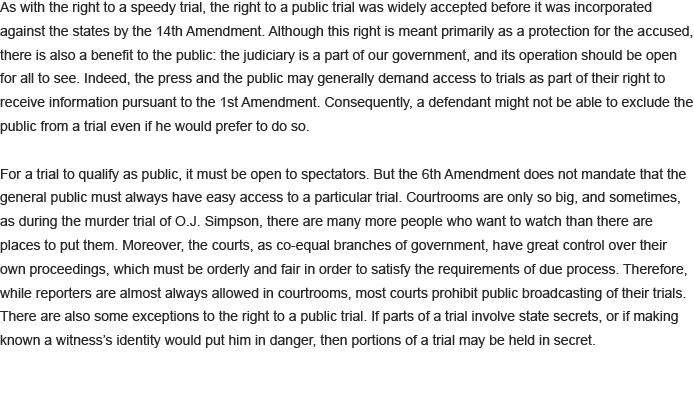 As with the right to a speedy trial, the right to a public trial was widely accepted before it was incorporated
against the states by the 14th Amendment. Although this right is meant primarily as a protection for the accused,
there is also a benefit to the public: the judiciary is a part of our government, and its operation should be open
for all to see. Indeed, the press and the public may generally demand access to trials as part of their right to
receive information pursuant to the 1st Amendment. Consequently, a defendant might not be able to exclude the
public from a trial even if he would prefer to do so.
For a trial to qualify as public, it must be open to spectators. But the 6th Amendment does not mandate that the
general public must always have easy access to a particular trial. Courtrooms are only so big, and sometimes,
as during the murder trial of O.J. Simpson, there are many more people who want to watch than there are
places to put them. Moreover, the courts, as co-equal branches of government, have great control over their
own proceedings, which must be orderly and fair in order to satisfy the requirements of due process. Therefore,
while reporters are almost always allowed in courtrooms, most courts prohibit public broadcasting of their trials.
There are also some exceptions to the right to a public trial. If parts of a trial involve state secrets, or if making
known a witness's identity would put him in danger, then portions of a trial may be held in secret.